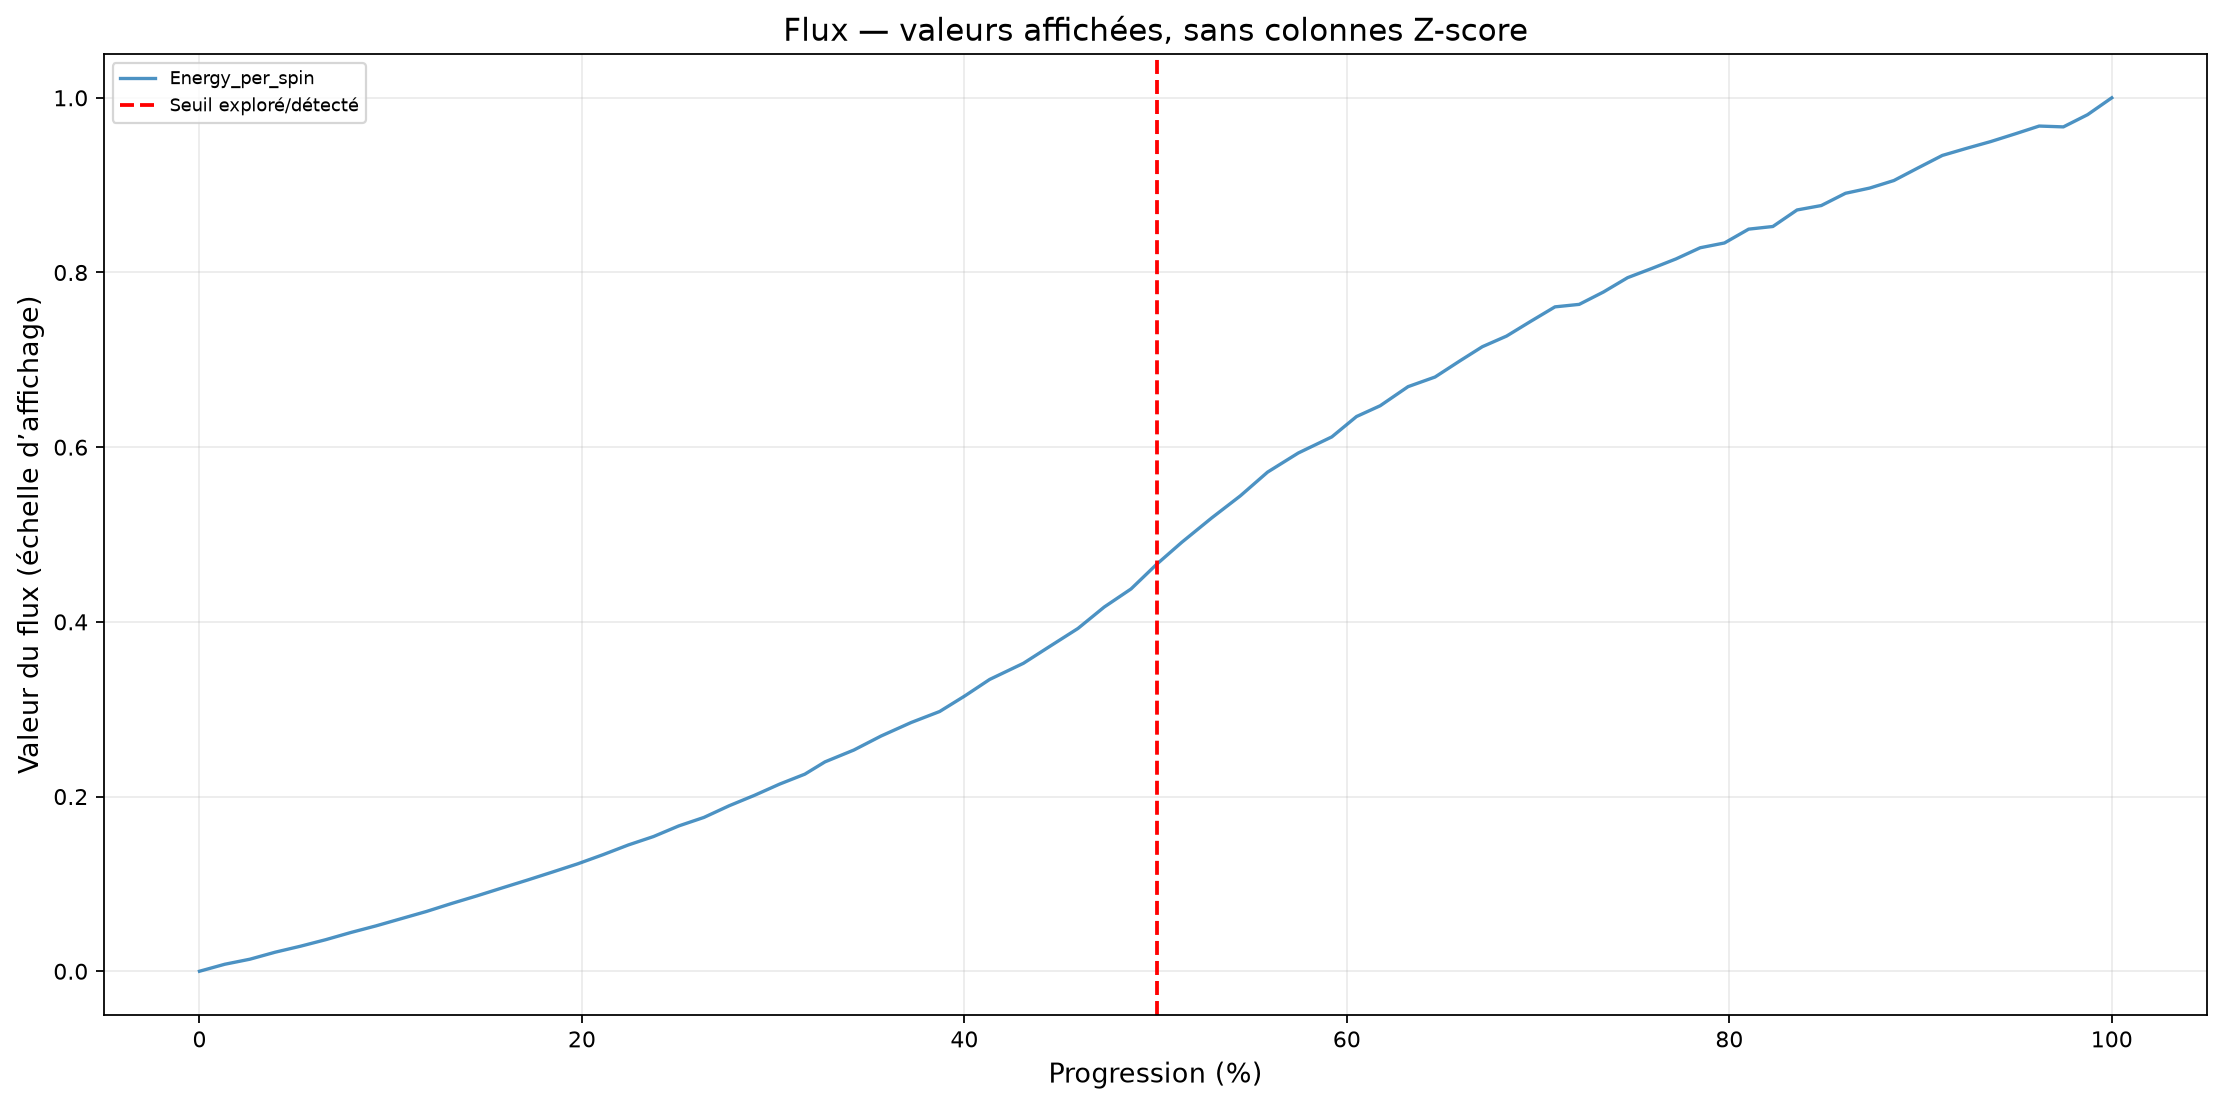 Flux — valeurs affichées, sans colonnes Z-score
Energy_per_spin
Seuil exploré/détecté
Valeur du flux (échelle d’affichage)
1.0
0.8
0.6
0.4
0.2
0.0
0 20 40 60 80 100
Progression (%)